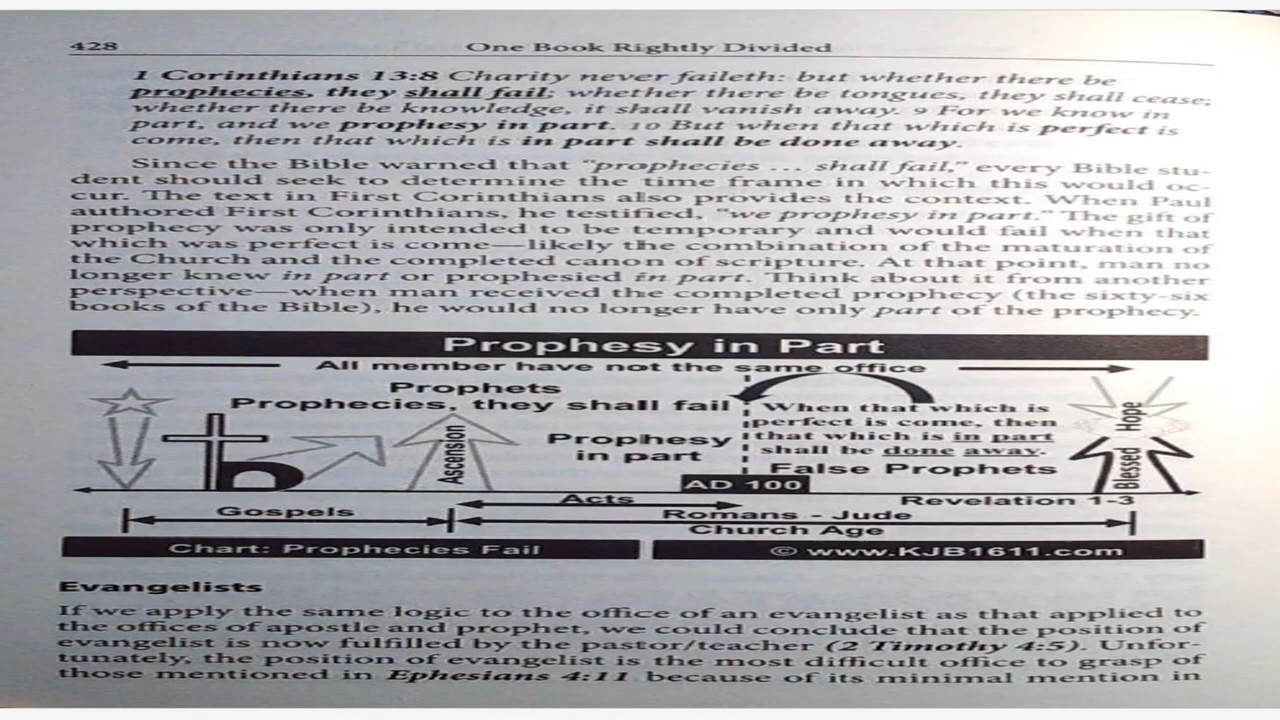 428
One Book Rightly Divided
1 Corinthians 13:8 Charity never faileth: but whether there be
prophecies, they shall fail; whether there be tongues, they shall cease;
whether there be knowledge, it shall vanish away. 9 For we know in
part, and we prophesy in part. 10 But when that which is perfect is
come, then that which is in part shall be done away.
Since the Bible warned that "prophecies ... shall fail," every Bible stu-
dent should seek to determine the time frame in which this would oc-
cur. The text in First Corinthians also provides the context. When Paul
authored First Corinthians, he testified, "we prophesy in part." The gift of
prophecy was only intended to be temporary and would fail when that
which was perfect is come—likely the combination of the maturation of
the Church and the completed canon of scripture. At that point, man no
longer knew in part or prophesied in part. Think about it from another
perspective—when man received the completed prophecy (the sixty-six
books of the Bible), he would no longer have only part of the prophecy.
Prophesy in Part
All member have not the same office
Prophets
Prophecies, they shall fail
Prophesy
in part
When that which is
perfect is come, then
that which is in part
shall be done away.
False Prophets
Ascension
Blessed Hope
AD 100
Acts
Revelation 1-3
Gospels
Romans - Jude
Church Age
Chart: Prophecies Fail
© www.KJB1611.com
Evangelists
If we apply the same logic to the office of an evangelist as that applied to
the offices of apostle and prophet, we could conclude that the position of
evangelist is now fulfilled by the pastor/teacher (2 Timothy 4:5). Unfor-
tunately, the position of evangelist is the most difficult office to grasp of
those mentioned in Ephesians 4:11 because of its minimal mention in